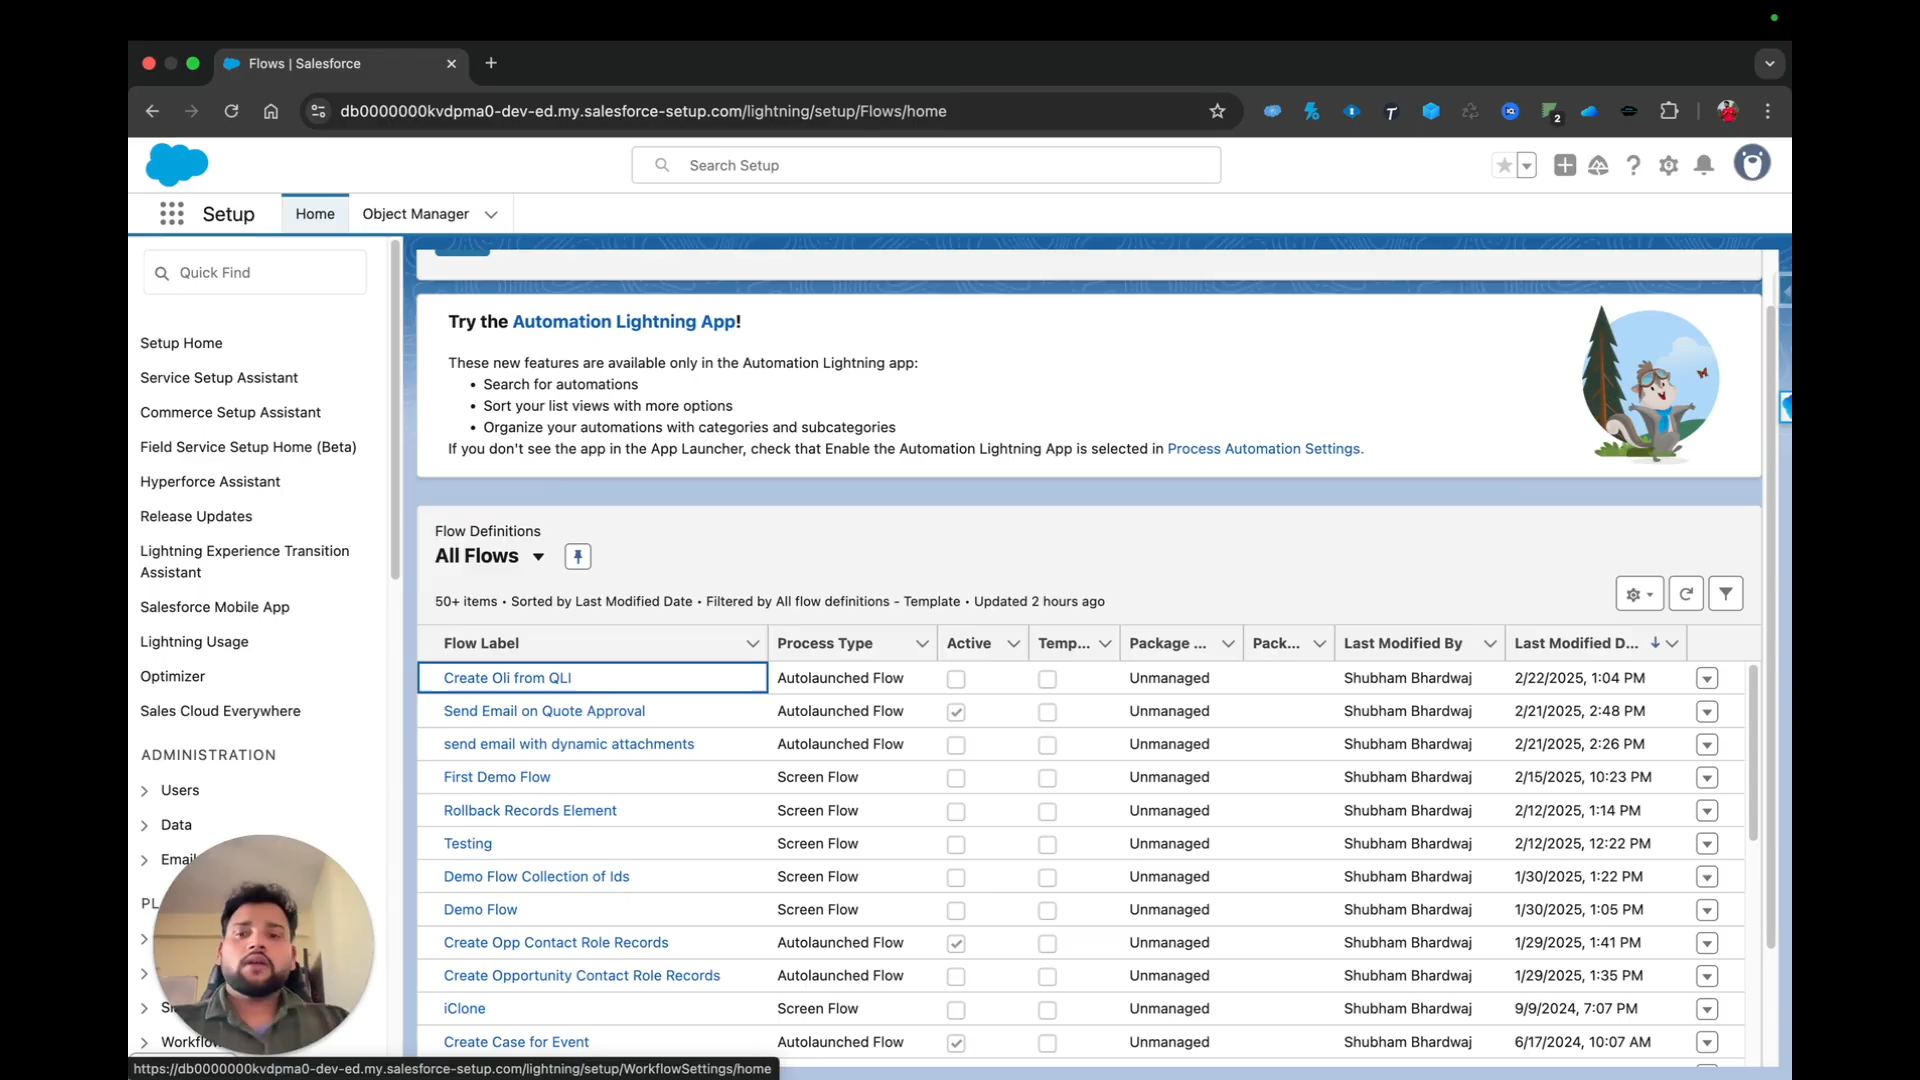 Flows | Salesforce
db0000000kvdpma0-dev-ed.my.salesforce-setup.com/lightning/setup/Flows/home
2
Search Setup
Setup
Home
Object Manager
Quick Find
Setup Home
Service Setup Assistant
Commerce Setup Assistant
Field Service Setup Home (Beta)
Hyperforce Assistant
Release Updates
Lightning Experience Transition
Assistant
Salesforce Mobile App
Lightning Usage
Optimizer
Sales Cloud Everywhere
ADMINISTRATION
Users
Data
Email
Try the Automation Lightning App!
These new features are available only in the Automation Lightning app:
• Search for automations
• Sort your list views with more options
• Organize your automations with categories and subcategories
If you don't see the app in the App Launcher, check that Enable the Automation Lightning App is selected in Process Automation Settings.
Flow Definitions
All Flows
50+ items • Sorted by Last Modified Date • Filtered by All flow definitions - Template • Updated 2 hours ago
Flow Label Process Type Active Temp... Package ... Pack... Last Modified By Last Modified D...
Create Oli from QLI Autolaunched Flow Unmanaged Shubham Bhardwaj 2/22/2025, 1:04 PM
Send Email on Quote Approval Autolaunched Flow Unmanaged Shubham Bhardwaj 2/21/2025, 2:48 PM
send email with dynamic attachments Autolaunched Flow Unmanaged Shubham Bhardwaj 2/21/2025, 2:26 PM
First Demo Flow Screen Flow Unmanaged Shubham Bhardwaj 2/15/2025, 10:23 PM
Rollback Records Element Screen Flow Unmanaged Shubham Bhardwaj 2/12/2025, 1:14 PM
Testing Screen Flow Unmanaged Shubham Bhardwaj 2/12/2025, 12:22 PM
Demo Flow Collection of Ids Screen Flow Unmanaged Shubham Bhardwaj 1/30/2025, 1:22 PM
Demo Flow Screen Flow Unmanaged Shubham Bhardwaj 1/30/2025, 1:05 PM
Create Opp Contact Role Records Autolaunched Flow Unmanaged Shubham Bhardwaj 1/29/2025, 1:41 PM
Create Opportunity Contact Role Records Autolaunched Flow Unmanaged Shubham Bhardwaj 1/29/2025, 1:35 PM
iClone Screen Flow Unmanaged Shubham Bhardwaj 9/9/2024, 7:07 PM
Create Case for Event Autolaunched Flow Unmanaged Shubham Bhardwaj 6/17/2024, 10:07 AM
https://db0000000kvdpma0-dev-ed.my.salesforce-setup.com/lightning/setup/WorkflowSettings/home